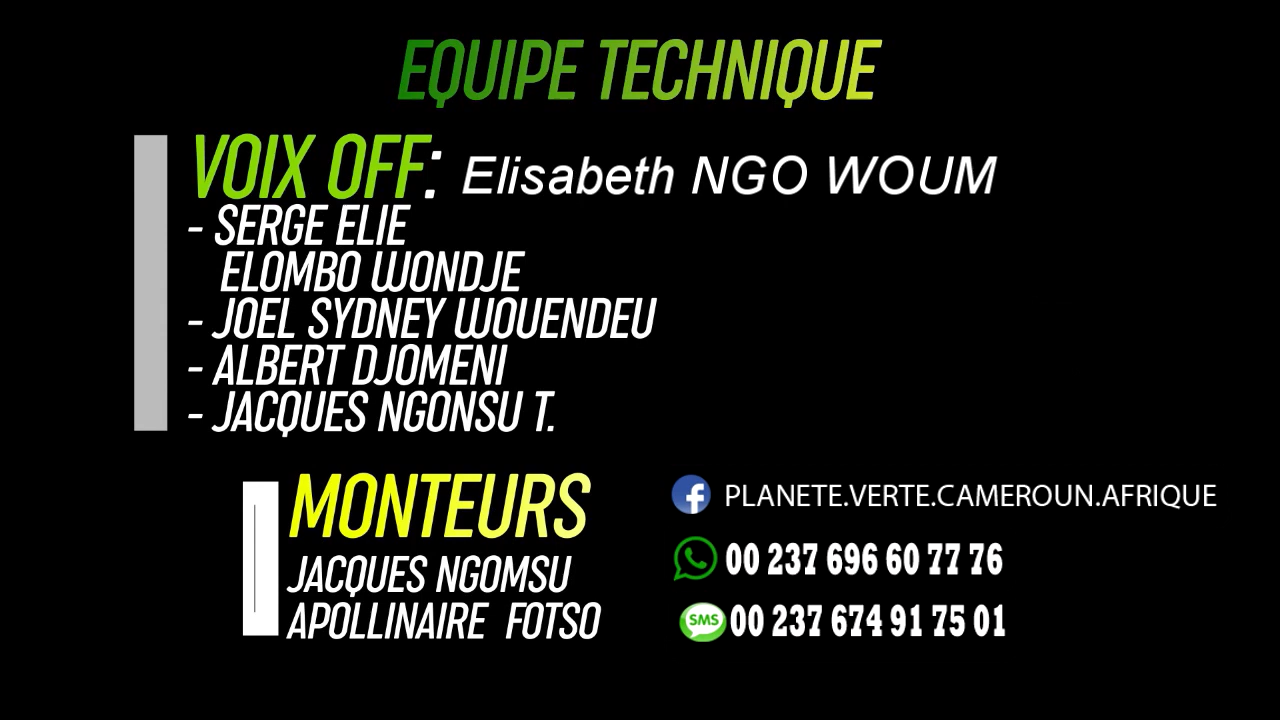 EQUIPE TECHNIQUE
VOIX OFF: Elisabeth NGO WOUM
- SERGE ELIE
ELOMBO WONDJE
- JOEL SYDNEY WOUENDEU
- ALBERT DJOMENI
- JACQUES NGONSU T.
MONTEURS
JACQUES NGOMSU
APOLLINAIRE FOTSO
PLANETE.VERTE.CAMEROUN.AFRIQUE
00 237 696 60 77 76
SMS 00 237 674 91 75 01